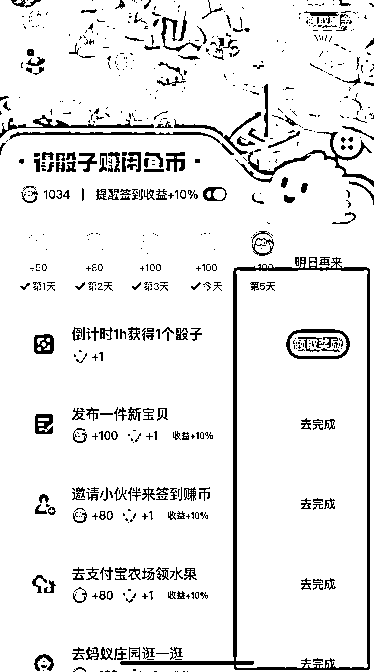 得骰子赚闲鱼币
1034 | 提醒签到收益+10%
明日再来
+80 +100 +100 +100
第1天 第2天 第3天 今天 第5天
倒计时1h获得1个骰子
+1
领取奖励
发布一件新宝贝
+100 +1 收益+10%
去完成
邀请小伙伴来签到赚币
+80 +1 收益+10%
去完成
去支付宝农场领水果
+80 +1 收益+10%
去完成
去蚂蚁庄园逛一逛
去完成